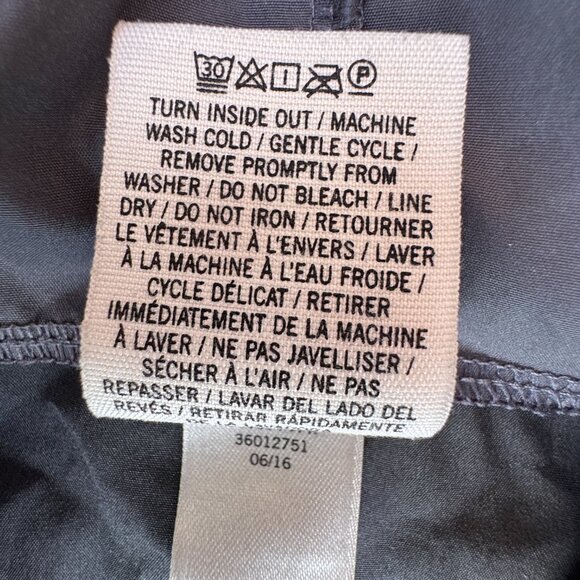 30 P
TURN INSIDE OUT / MACHINE
WASH COLD / GENTLE CYCLE /
REMOVE PROMPTLY FROM
WASHER / DO NOT BLEACH / LINE
DRY / DO NOT IRON / RETOURNER
LE VÊTEMENT À L'ENVERS / LAVER
À LA MACHINE À L'EAU FROIDE /
CYCLE DÉLICAT / RETIRER
IMMÉDIATEMENT DE LA MACHINE
À LAVER / NE PAS JAVELLISER /
SÉCHER À L'AIR / NE PAS
REPASSER / LAVAR DEL LADO DEL
REVÉS / RETIRAR RÁPIDAMENTE
36012751
06/16